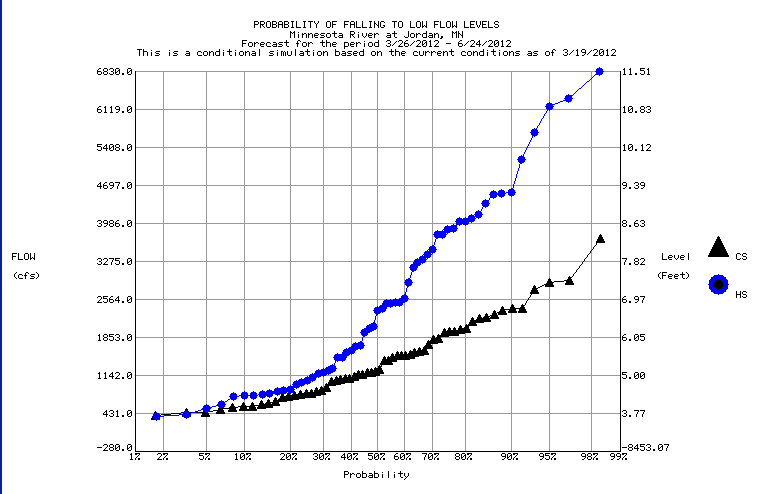 PROBABILITY OF FALLING TO LOW FLOW LEVELS
Minnesota River at Jordan, MN
Forecast for the period 3/26/2012 - 6/24/2012
This is a conditional simulation based on the current conditions as of 3/19/2012
6830.0 11.51
6119.0 10.83
5408.0 10.12
4697.0 9.39
3986.0 8.63
FLOW Level CS
3275.0 7.82
(cfs) (Feet)
HS
2564.0 6.97
1853.0 6.05
1142.0 5.00
431.0 3.77
-280.0 -8453.07
1% 2% 5% 10% 20% 30% 40% 50% 60% 70% 80% 90% 95% 98% 99%
Probability